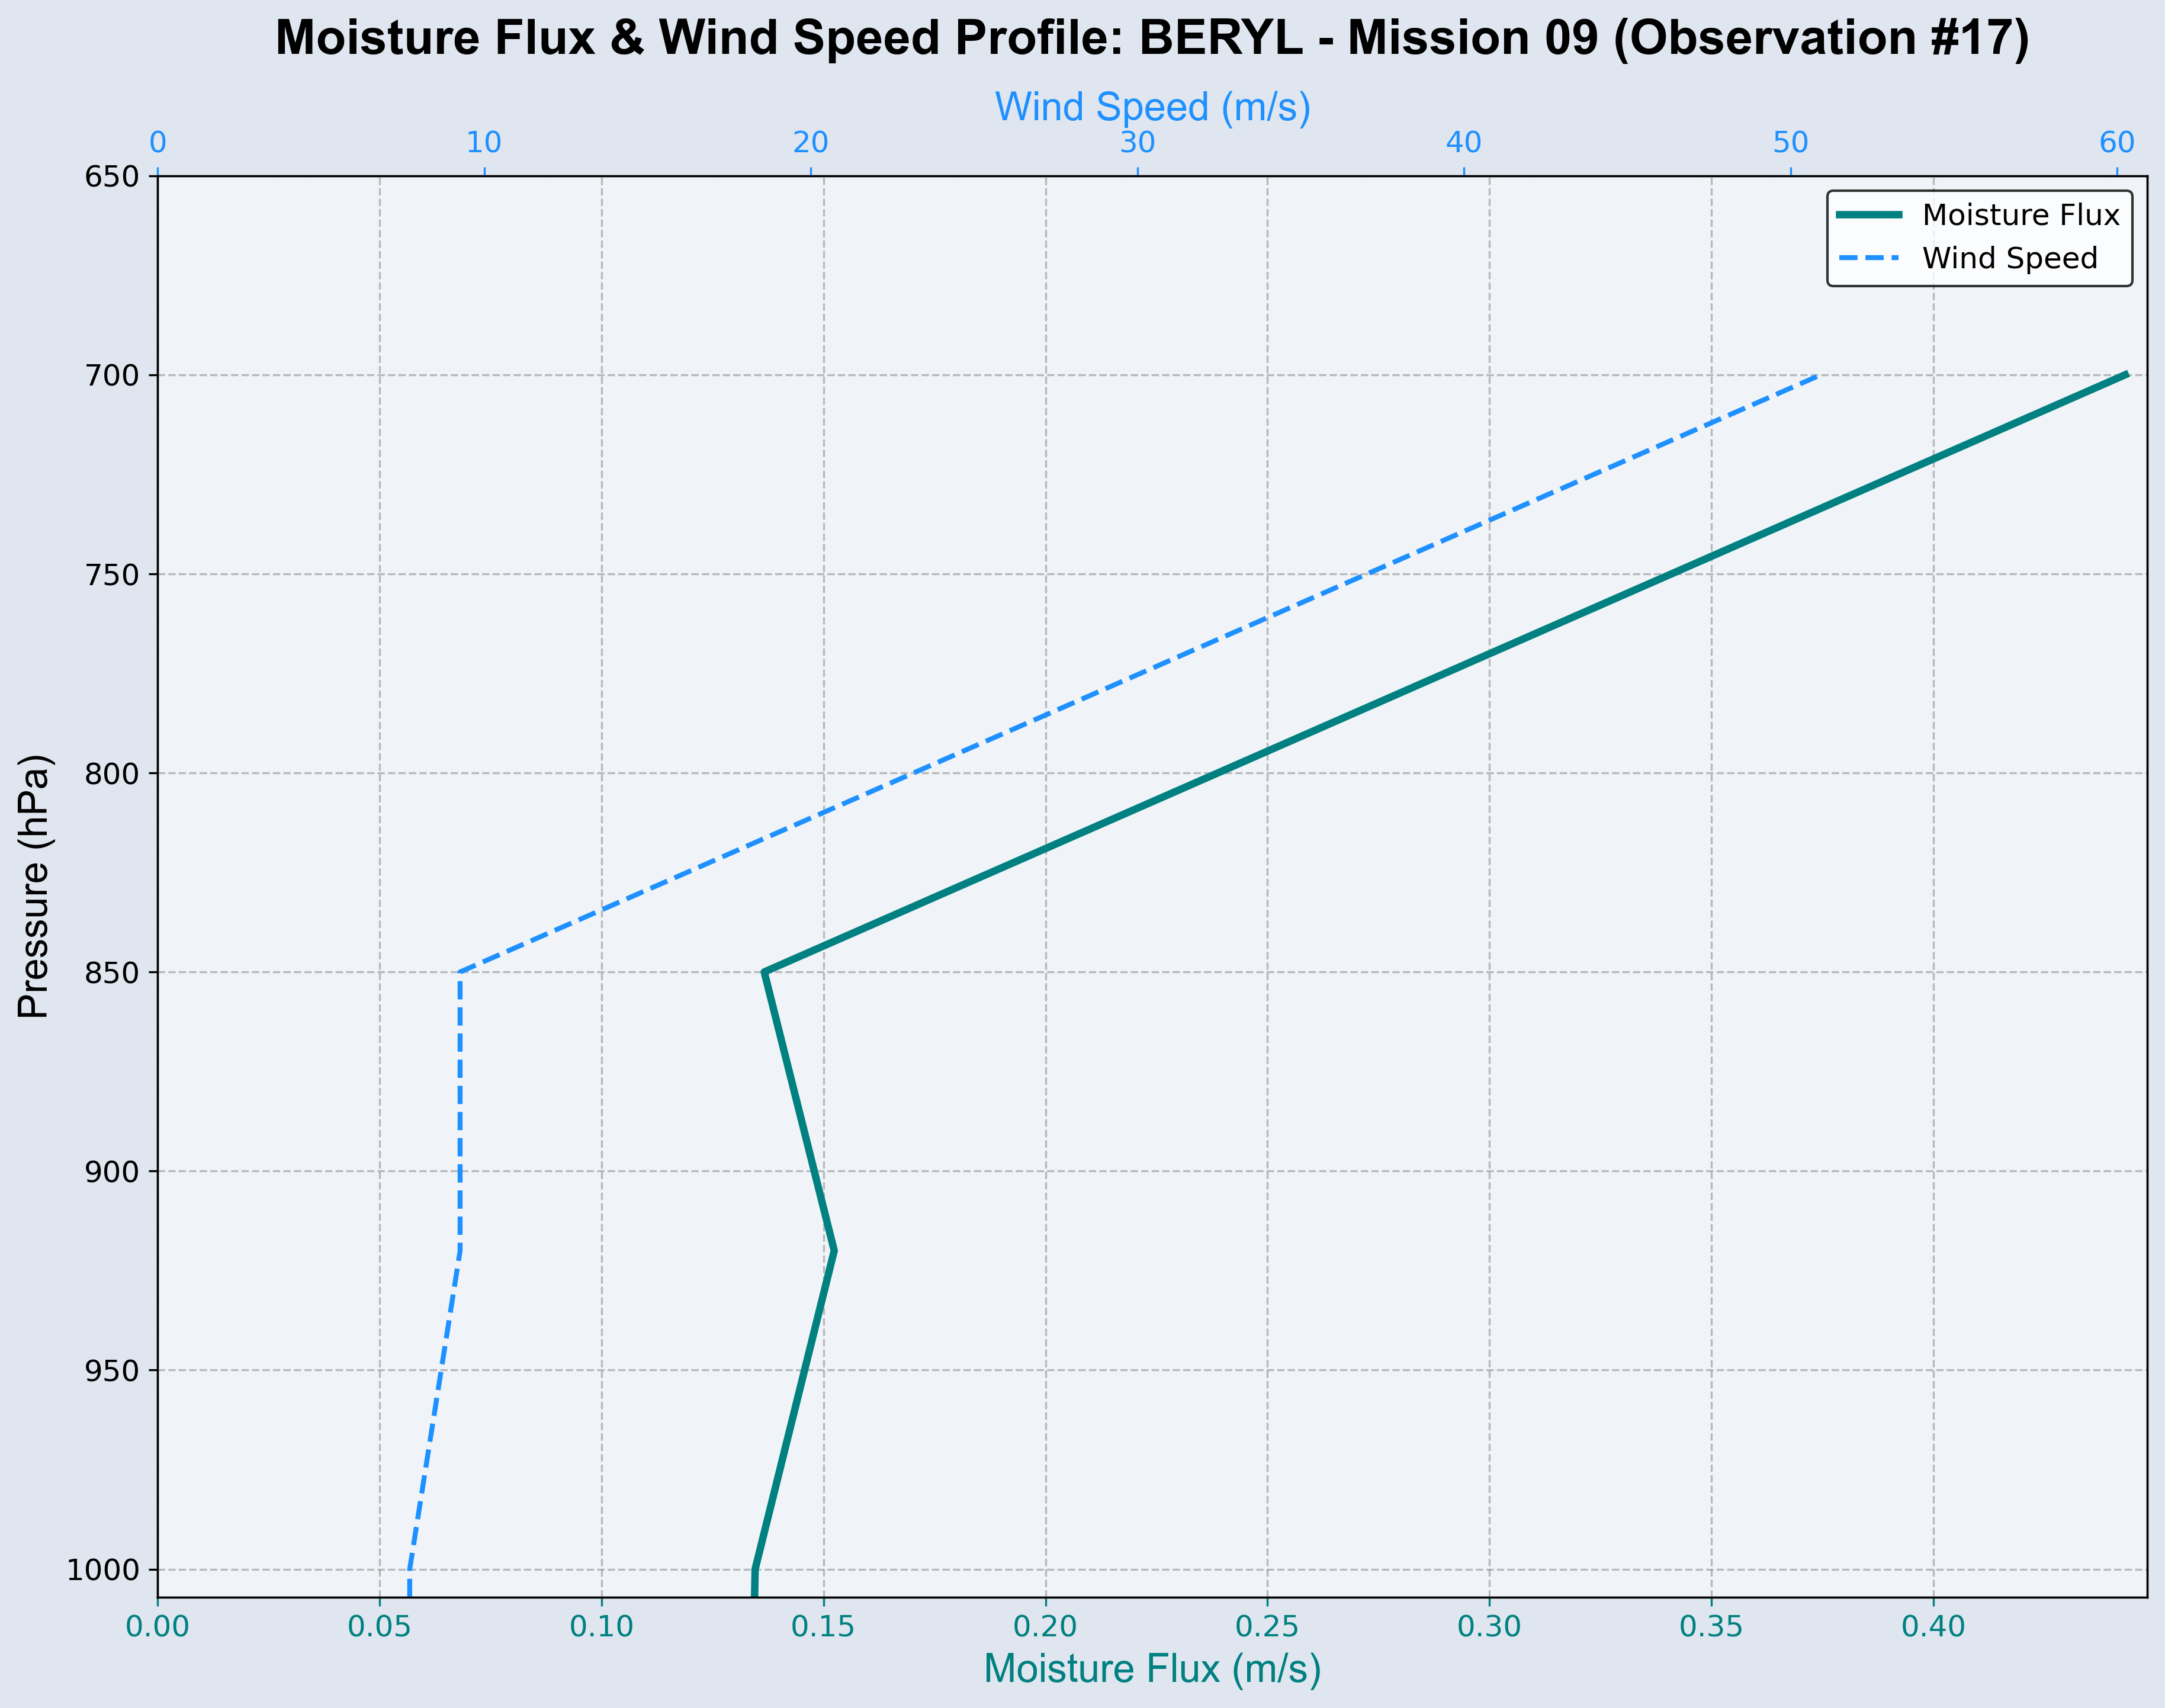 Moisture Flux & Wind Speed Profile: BERYL - Mission 09 (Observation #17)
Wind Speed (m/s)
0 10 20 30 40 50 60
Moisture Flux
Wind Speed
Pressure (hPa)
650
700
750
800
850
900
950
1000
0.00 0.05 0.10 0.15 0.20 0.25 0.30 0.35 0.40
Moisture Flux (m/s)